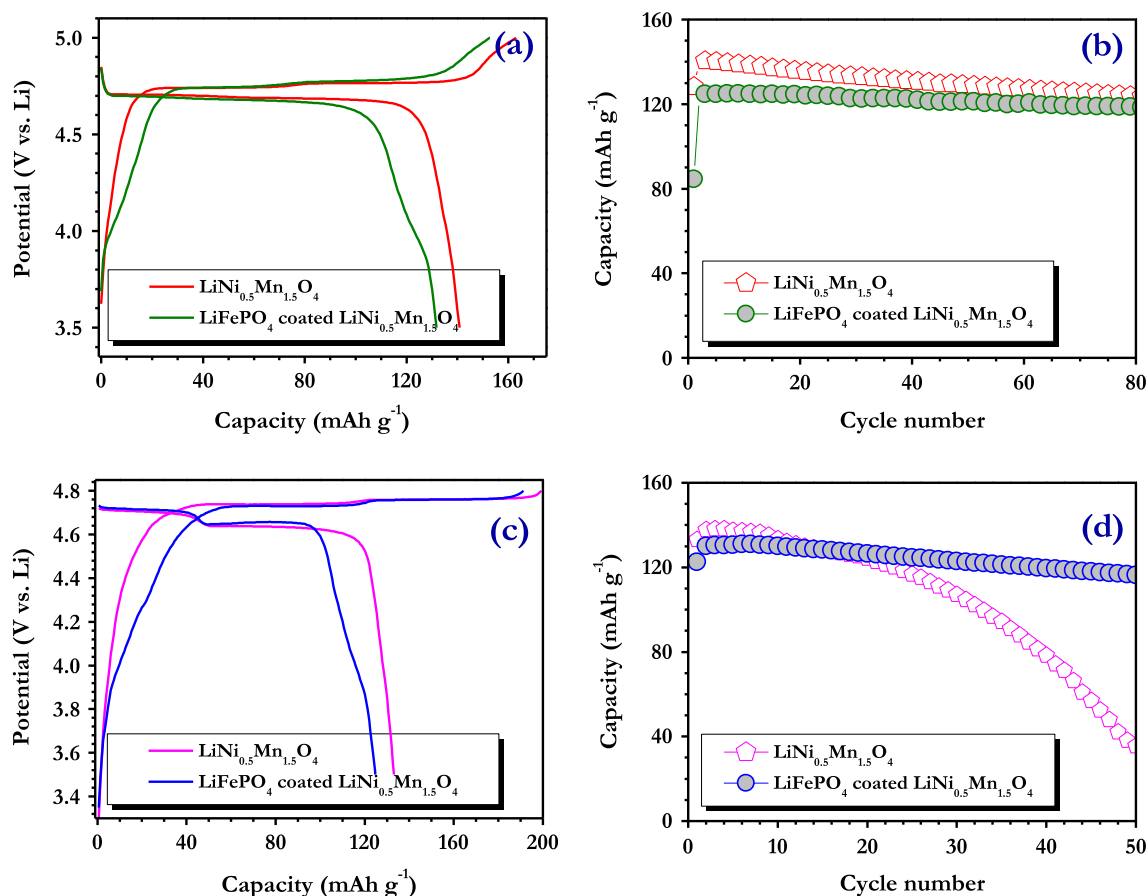 (a)
5.0
4.5
4.0
3.5
Potential (V vs. Li)
LiNi₀.₅Mn₁.₅O₄
LiFePO₄ coated LiNi₀.₅Mn₁.₅O₄
0 40 80 120 160
Capacity (mAh g⁻¹)
(b)
160
120
80
40
0
Capacity (mAh g⁻¹)
LiNi₀.₅Mn₁.₅O₄
LiFePO₄ coated LiNi₀.₅Mn₁.₅O₄
0 20 40 60 80
Cycle number
(c)
4.8
4.6
4.4
4.2
4.0
3.8
3.6
3.4
Potential (V vs. Li)
LiNi₀.₅Mn₁.₅O₄
LiFePO₄ coated LiNi₀.₅Mn₁.₅O₄
0 40 80 120 160 200
Capacity (mAh g⁻¹)
(d)
160
120
80
40
0
Capacity (mAh g⁻¹)
LiNi₀.₅Mn₁.₅O₄
LiFePO₄ coated LiNi₀.₅Mn₁.₅O₄
0 10 20 30 40 50
Cycle number